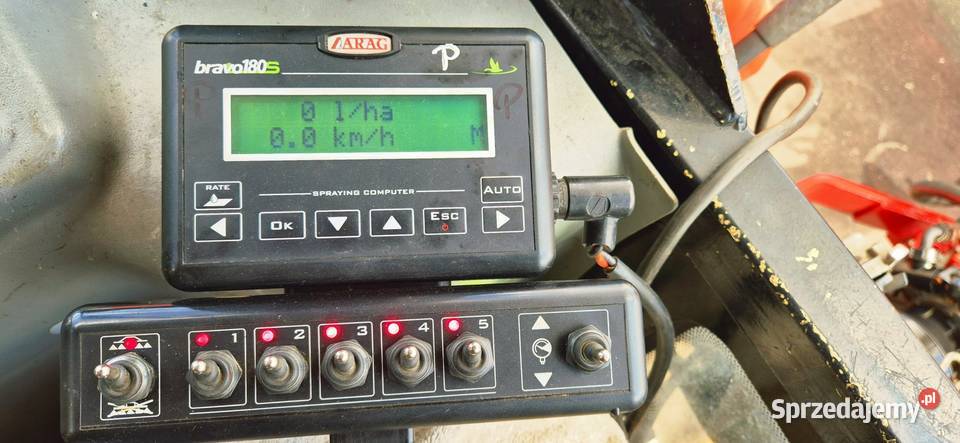 ARAG
bravo180S
P
P
P
0 l/ha
0.0 km/h M
RATE
SPRAYING COMPUTER
AUTO
OK
ESC
1 2 3 4 5
Sprzedajemy.pl